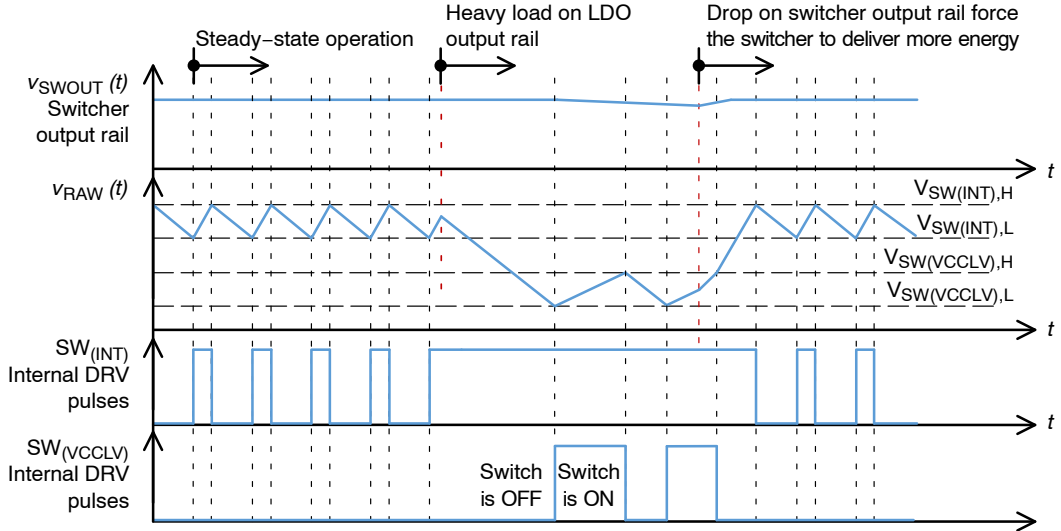 Steady−state operation
Heavy load on LDO
output rail
Drop on switcher output rail force
the switcher to deliver more energy
vSWOUT (t)
Switcher
output rail
t
vRAW (t)
VSW(INT),H
VSW(INT),L
VSW(VCCLV),H
VSW(VCCLV),L
t
SW(INT)
Internal DRV
pulses
t
SW(VCCLV)
Internal DRV
pulses
Switch
is OFF
Switch
is ON
t